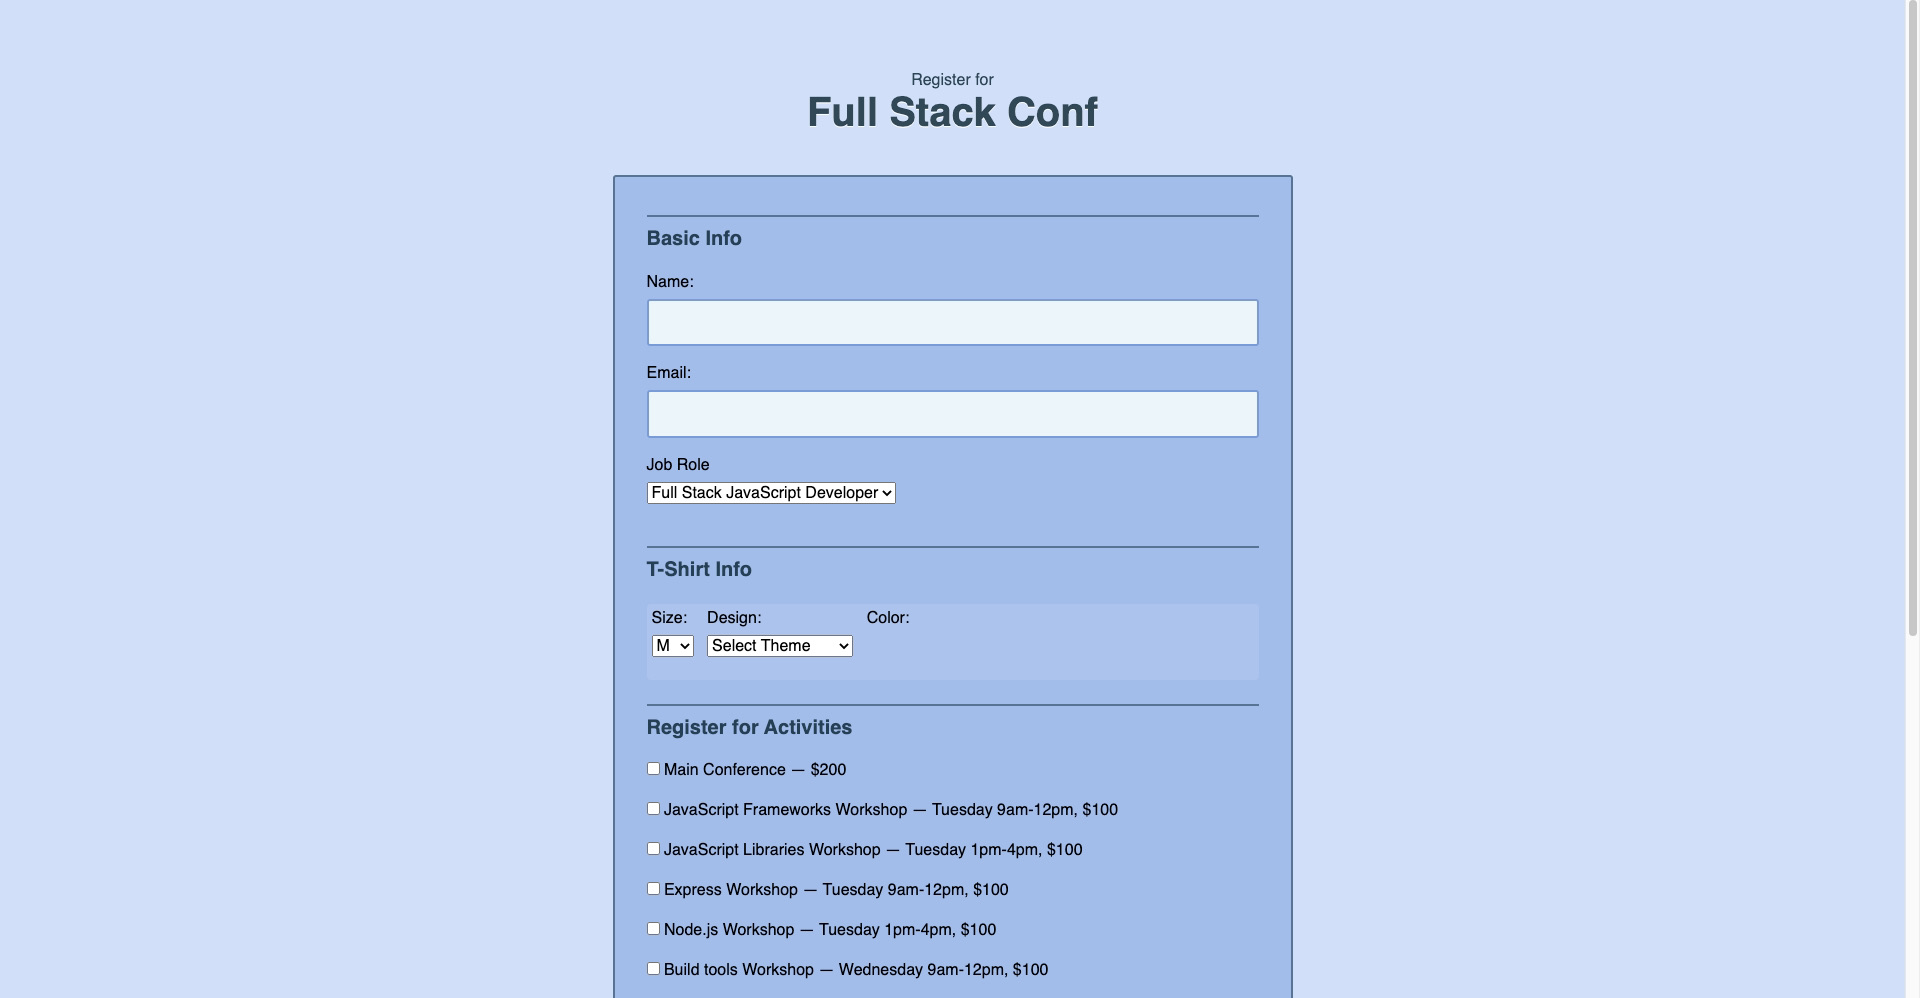 Register for
Full Stack Conf
Basic Info
Name:
Email:
Job Role
Full Stack JavaScript Developer
T-Shirt Info
Size: Design: Color:
M Select Theme
Register for Activities
Main Conference — $200
JavaScript Frameworks Workshop — Tuesday 9am-12pm, $100
JavaScript Libraries Workshop — Tuesday 1pm-4pm, $100
Express Workshop — Tuesday 9am-12pm, $100
Node.js Workshop — Tuesday 1pm-4pm, $100
Build tools Workshop — Wednesday 9am-12pm, $100